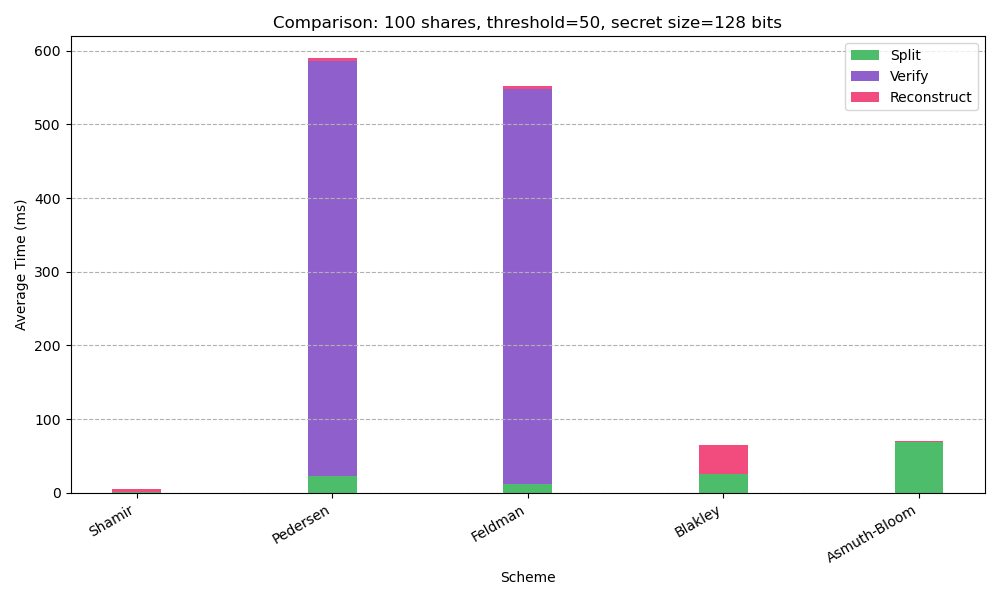 Comparison: 100 shares, threshold=50, secret size=128 bits
600
500
400
300
200
100
0
Average Time (ms)
Split
Verify
Reconstruct
Shamir
Pedersen
Feldman
Blakley
Asmuth-Bloom
Scheme